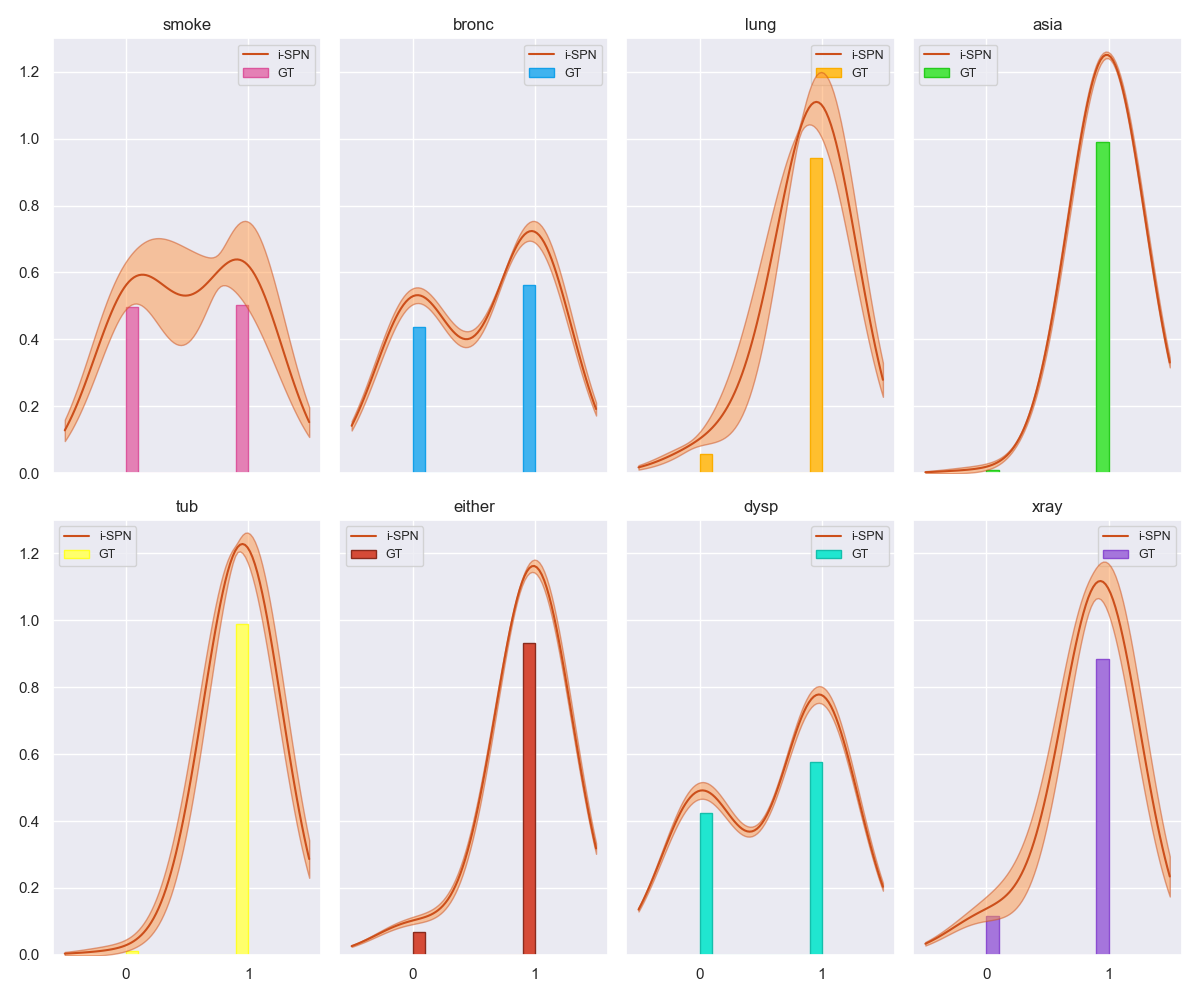 smoke
bronc
lung
asia
i-SPN
GT
i-SPN
GT
i-SPN
GT
i-SPN
GT
1.2
1.0
0.8
0.6
0.4
0.2
0.0
tub
either
dysp
xray
i-SPN
GT
i-SPN
GT
i-SPN
GT
i-SPN
GT
1.2
1.0
0.8
0.6
0.4
0.2
0.0
0 1
0 1
0 1
0 1